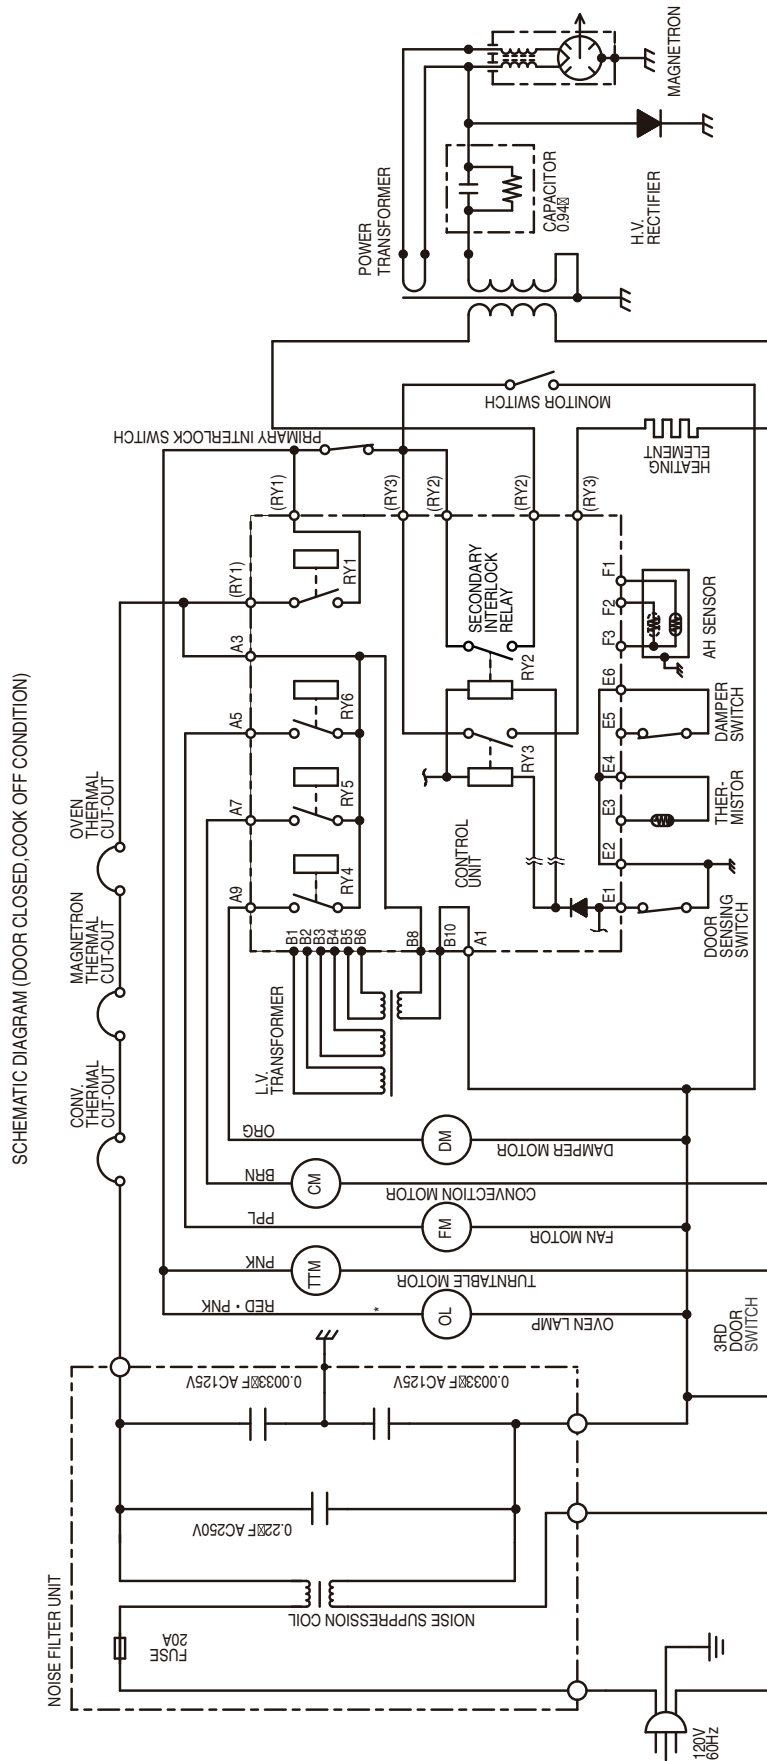 SCHEMATIC DIAGRAM (DOOR CLOSED,COOK OFF CONDITION)
NOISE FILTER UNIT
FUSE
20A
NOISE SUPPRESSION COIL
0.22 F AC250V
0.0033 F AC125V
0.0033 F AC125V
120V
60Hz
CONV.
THERMAL
CUT-OUT
MAGNETRON
THERMAL
CUT-OUT
OVEN
THERMAL
CUT-OUT
RED • PNK
*
OL
OVEN LAMP
PNK
TTM
TURNTABLE MOTOR
PPL
FM
FAN MOTOR
BRN
CM
CONVECTION MOTOR
ORG
DM
DAMPER MOTOR
3RD
DOOR
SWITCH
L.V.
TRANSFORMER
B1
B2
B3
B4
B5
B6
B8
B10
A1
A9
A7
A5
A3
(RY1)
RY4
RY5
RY6
RY1
(RY1)
(RY3)
(RY2)
(RY2)
(RY3)
CONTROL
UNIT
RY3
RY2
SECONDARY
INTERLOCK
RELAY
E1
E2
E3
E4
E5
E6
F3
F2
F1
DOOR
SENSING
SWITCH
THER-
MISTOR
DAMPER
SWITCH
AH SENSOR
PRIMARY INTERLOCK SWITCH
MONITOR SWITCH
HEATING
ELEMENT
POWER
TRANSFORMER
CAPACITOR
0.94
H.V.
RECTIFIER
MAGNETRON